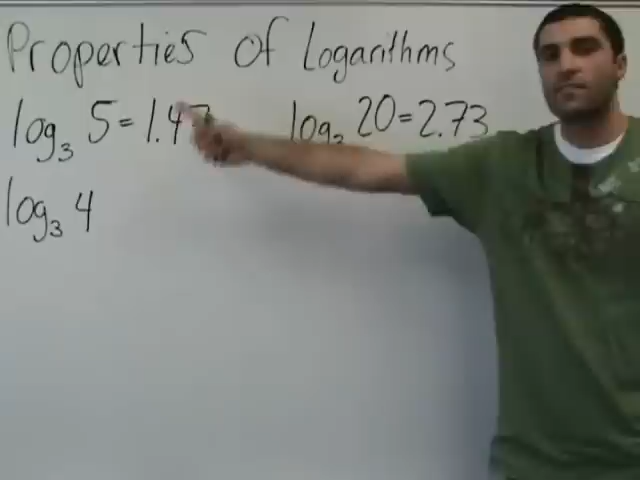 Properties of Logarithms
log₃ 5 = 1.47 log₃ 20 = 2.73
log₃ 4